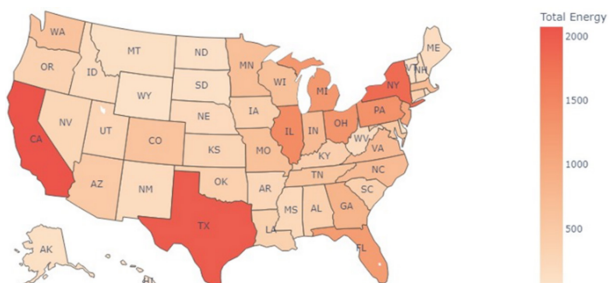 Total Energy
2000
1500
1000
500
WA
MT
ND
MN
ME
OR
ID
SD
WI
MI
VT
NH
NY
WY
NE
IA
PA
NV
UT
CO
IL
IN
OH
CA
KS
MO
KY
WV
VA
AZ
NM
OK
AR
TN
NC
SC
TX
LA
MS
AL
GA
FL
AK
HI